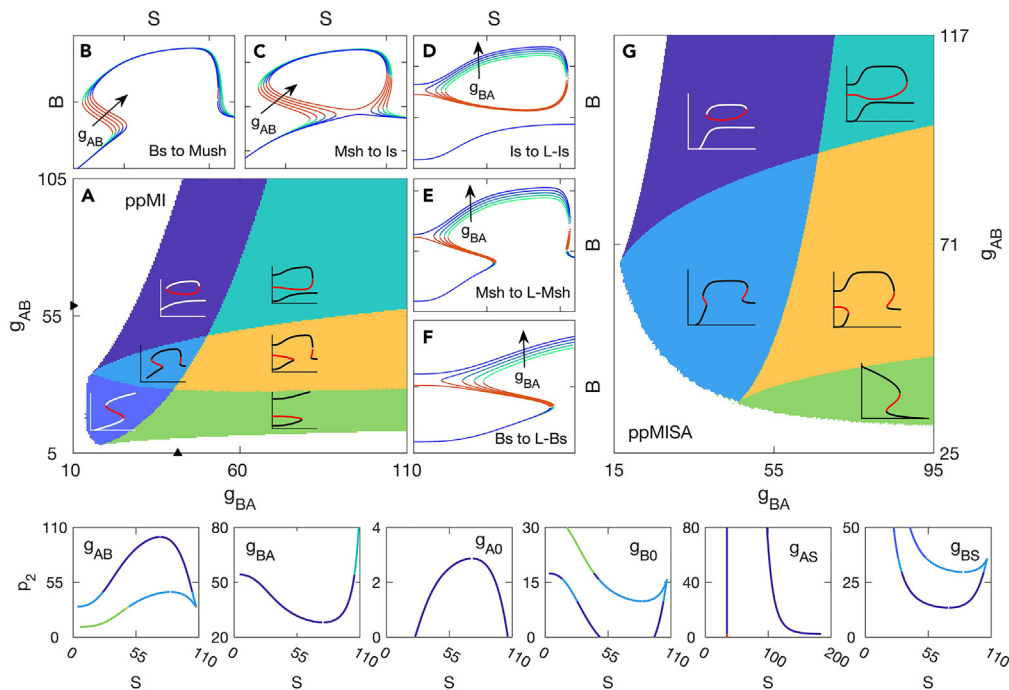 S
S
S
B
C
D
G
B
g_AB
Bs to Mush
g_AB
Msh to Is
g_BA
Is to L-Is
117
71
25
g_AB
B
A
ppMI
105
55
5
g_AB
10
60
110
g_BA
E
g_BA
Msh to L-Msh
B
F
g_BA
Bs to L-Bs
B
ppMISA
15
55
95
g_BA
110
55
0
p_2
g_AB
0
55
110
S
80
50
20
g_BA
0
55
110
S
4
2
0
g_A0
0
55
110
S
30
15
0
g_B0
0
55
110
S
80
40
0
g_AS
0
100
200
S
50
25
0
g_BS
0
55
110
S